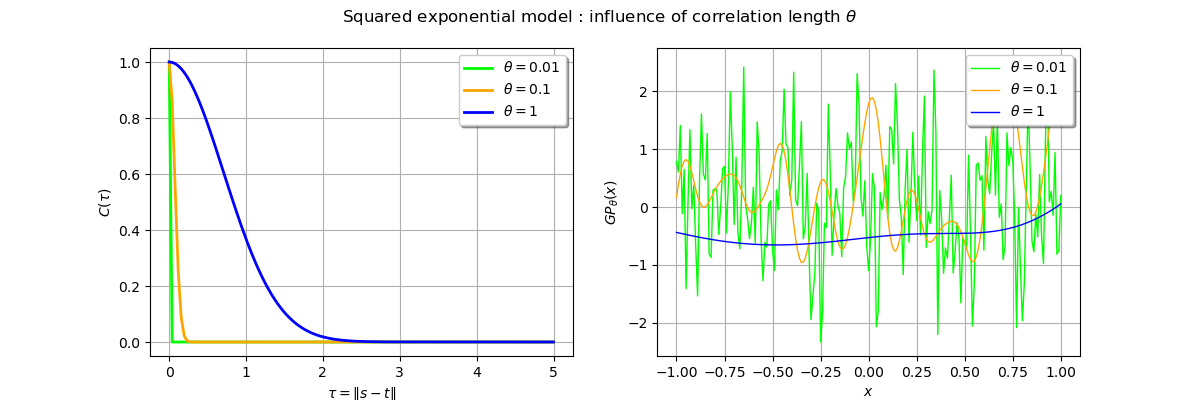 Squared exponential model : influence of correlation length θ
C(τ)
1.0
0.8
0.6
0.4
0.2
0.0
θ = 0.01
θ = 0.1
θ = 1
0 1 2 3 4 5
τ = ‖s − t‖
GP_θ(x)
2
1
0
−1
−2
θ = 0.01
θ = 0.1
θ = 1
−1.00 −0.75 −0.50 −0.25 0.00 0.25 0.50 0.75 1.00
x